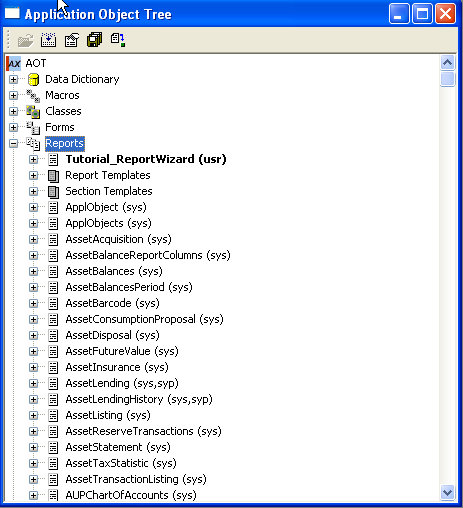 Application Object Tree
AX AOT
Data Dictionary
Macros
Classes
Forms
Reports
Tutorial_ReportWizard (usr)
Report Templates
Section Templates
ApplObject (sys)
ApplObjects (sys)
AssetAcquisition (sys)
AssetBalanceReportColumns (sys)
AssetBalances (sys)
AssetBalancesPeriod (sys)
AssetBarcode (sys)
AssetConsumptionProposal (sys)
AssetDisposal (sys)
AssetFutureValue (sys)
AssetInsurance (sys)
AssetLending (sys,syp)
AssetLendingHistory (sys,syp)
AssetListing (sys)
AssetReserveTransactions (sys)
AssetStatement (sys)
AssetTaxStatistic (sys)
AssetTransactionListing (sys)
AUPChartOfAccounts (sys)